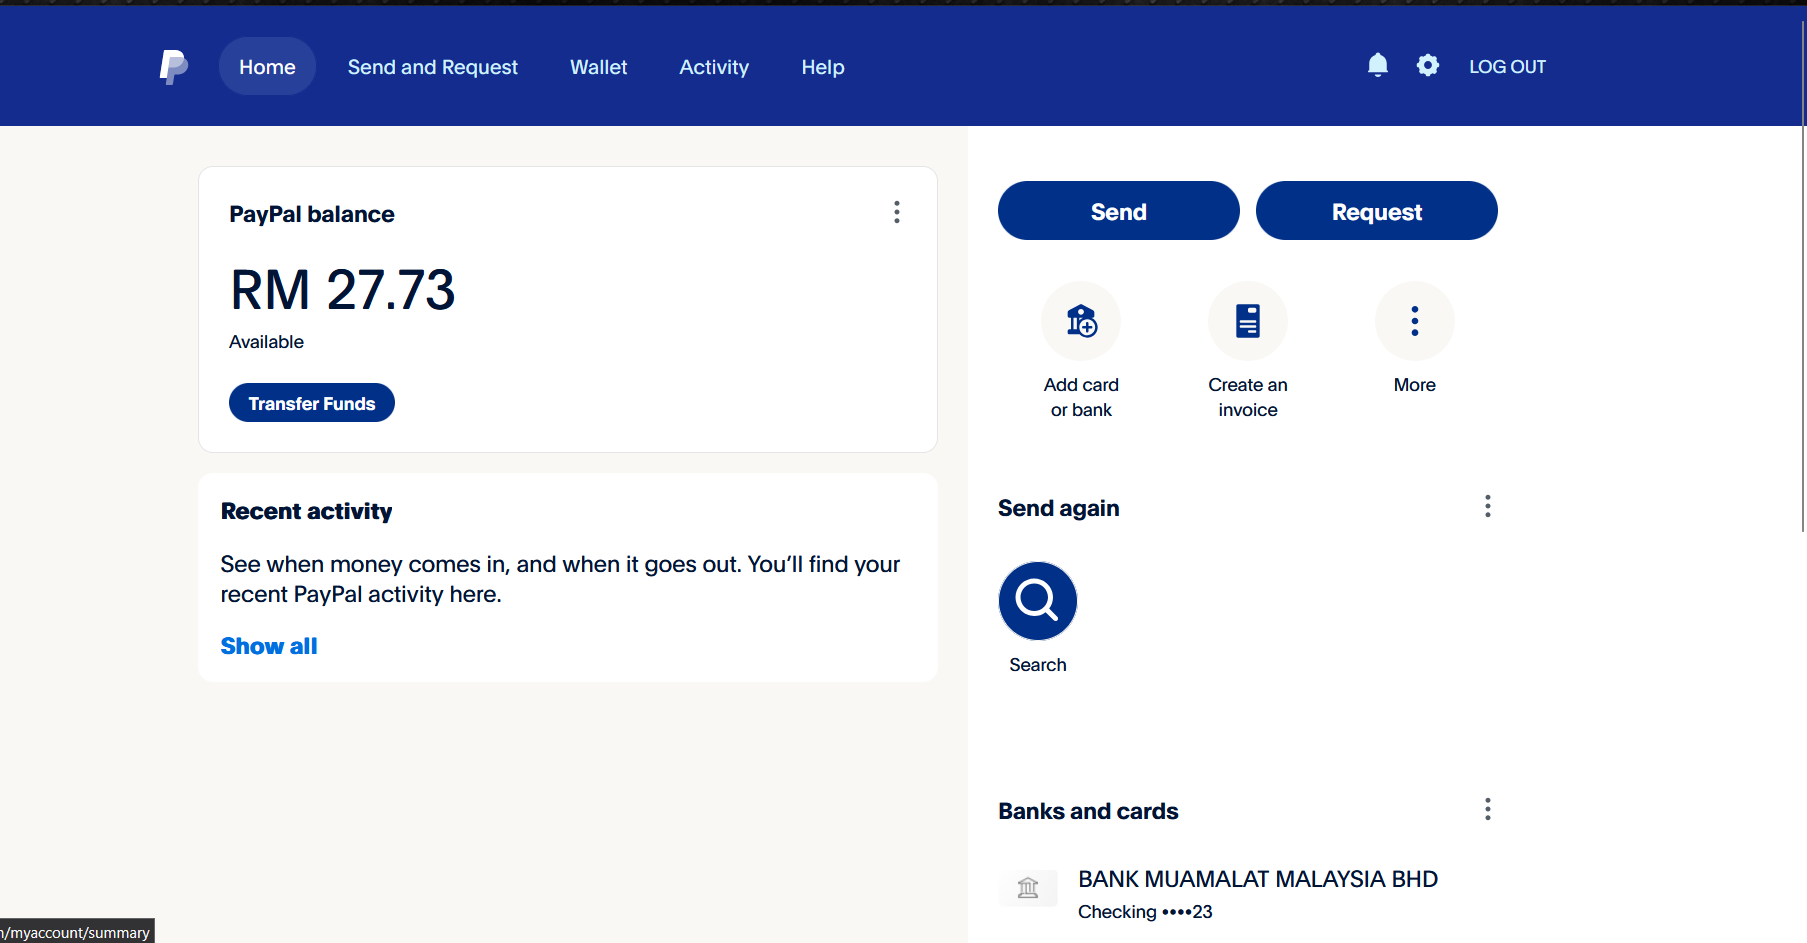 Home
Send and Request
Wallet
Activity
Help
LOG OUT
PayPal balance
RM 27.73
Available
Transfer Funds
Recent activity
See when money comes in, and when it goes out. You’ll find your
recent PayPal activity here.
Show all
Send
Request
Add card
or bank
Create an
invoice
More
Send again
Search
Banks and cards
BANK MUAMALAT MALAYSIA BHD
Checking ••••23
/myaccount/summary